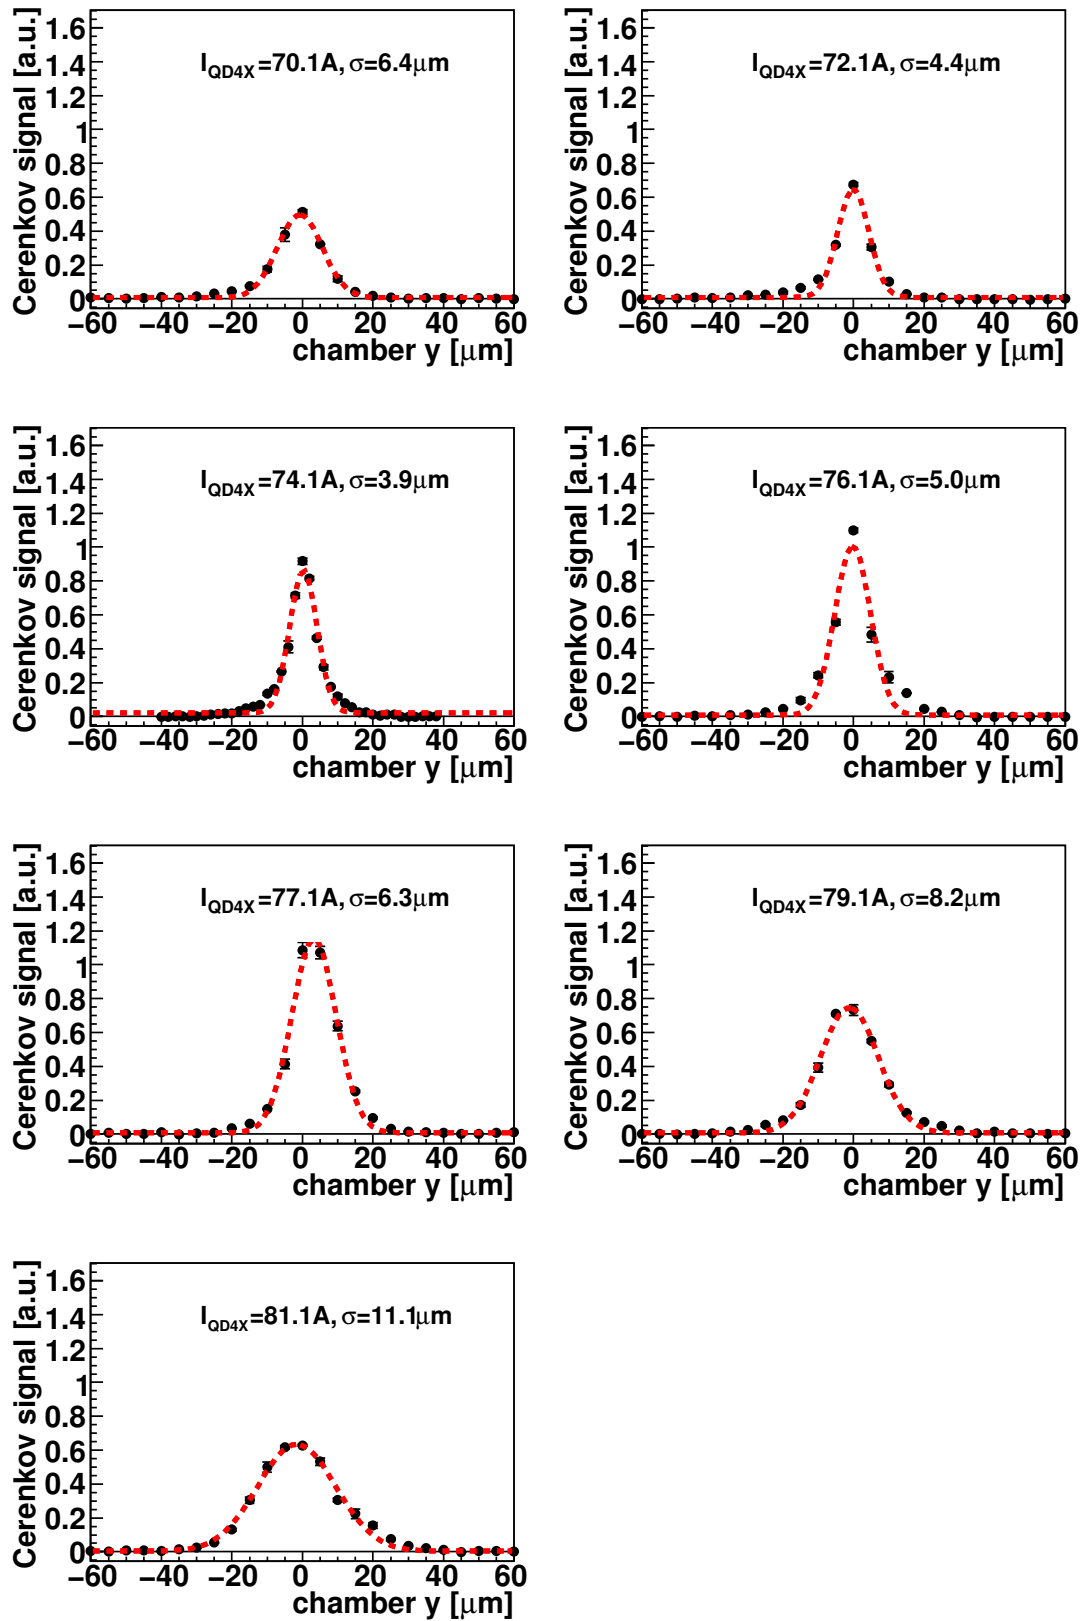 Cerenkov signal [a.u.]
1.6
1.4
1.2
1
0.8
0.6
0.4
0.2
0
I_QD4X=70.1A, σ=6.4μm
−60 −40 −20 0 20 40 60
chamber y [μm]
Cerenkov signal [a.u.]
1.6
1.4
1.2
1
0.8
0.6
0.4
0.2
0
I_QD4X=72.1A, σ=4.4μm
−60 −40 −20 0 20 40 60
chamber y [μm]
Cerenkov signal [a.u.]
1.6
1.4
1.2
1
0.8
0.6
0.4
0.2
0
I_QD4X=74.1A, σ=3.9μm
−60 −40 −20 0 20 40 60
chamber y [μm]
Cerenkov signal [a.u.]
1.6
1.4
1.2
1
0.8
0.6
0.4
0.2
0
I_QD4X=76.1A, σ=5.0μm
−60 −40 −20 0 20 40 60
chamber y [μm]
Cerenkov signal [a.u.]
1.6
1.4
1.2
1
0.8
0.6
0.4
0.2
0
I_QD4X=77.1A, σ=6.3μm
−60 −40 −20 0 20 40 60
chamber y [μm]
Cerenkov signal [a.u.]
1.6
1.4
1.2
1
0.8
0.6
0.4
0.2
0
I_QD4X=79.1A, σ=8.2μm
−60 −40 −20 0 20 40 60
chamber y [μm]
Cerenkov signal [a.u.]
1.6
1.4
1.2
1
0.8
0.6
0.4
0.2
0
I_QD4X=81.1A, σ=11.1μm
−60 −40 −20 0 20 40 60
chamber y [μm]